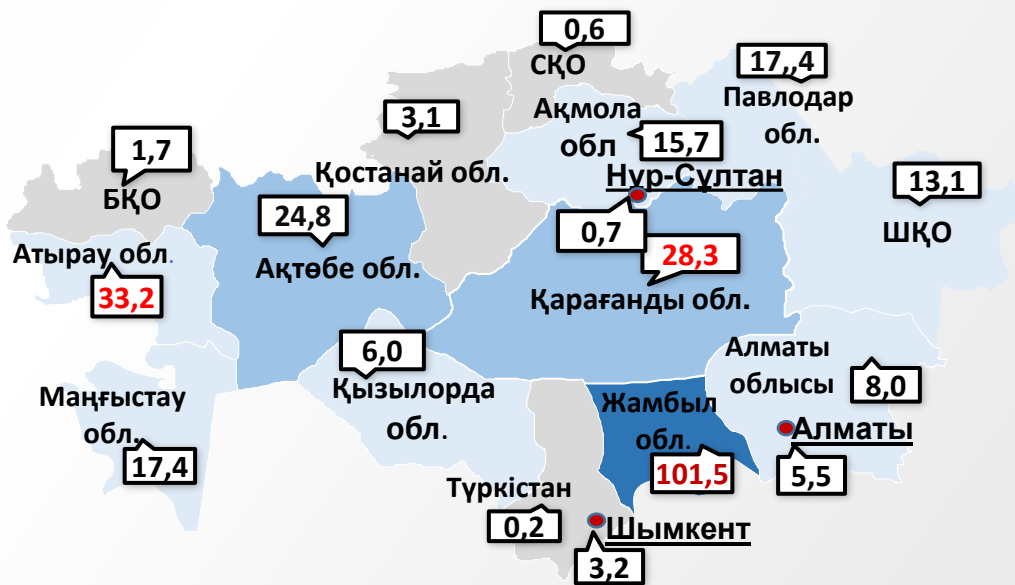 0,6
СҚО
17,,4
Павлодар
обл.
3,1
Ақмола
обл
15,7
1,7
БҚО
Қостанай обл.
Нұр-Сұлтан
13,1
ШҚО
24,8
Ақтөбе обл.
0,7
28,3
Қарағанды обл.
Атырау обл.
33,2
6,0
Қызылорда
обл.
Алматы
облысы
8,0
Маңғыстау
обл.
17,4
Жамбыл
обл.
101,5
Алматы
5,5
Түркістан
0,2
Шымкент
3,2